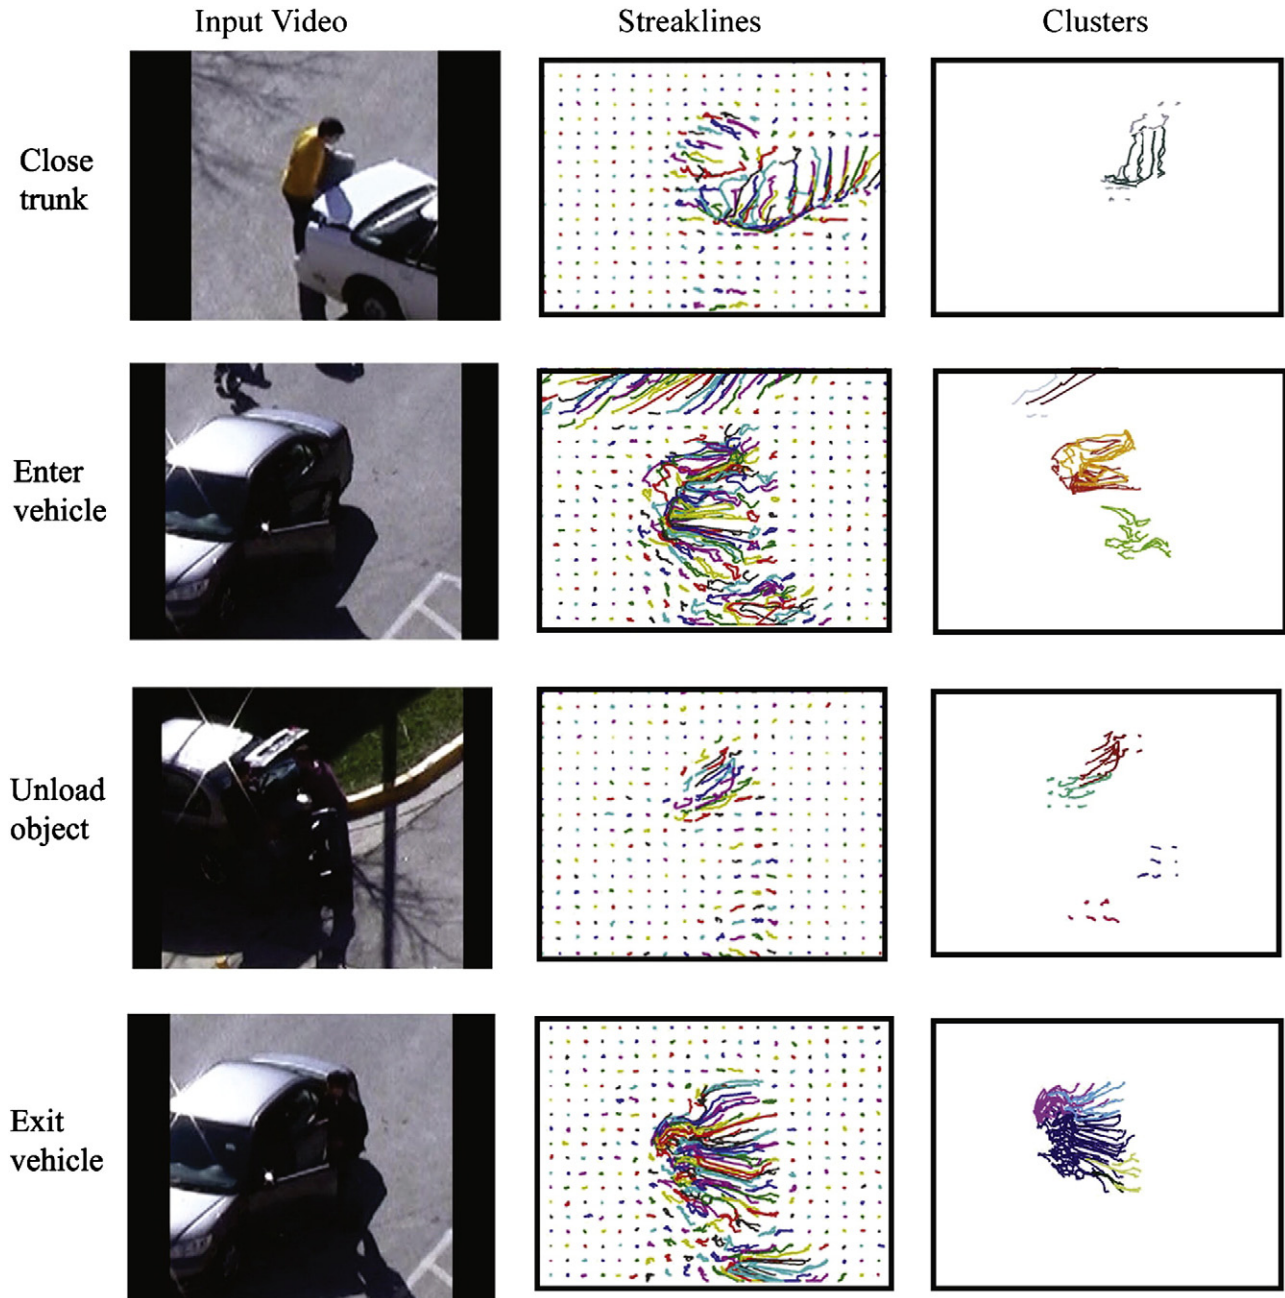 Input Video
Streaklines
Clusters
Close
trunk
Enter
vehicle
Unload
object
Exit
vehicle